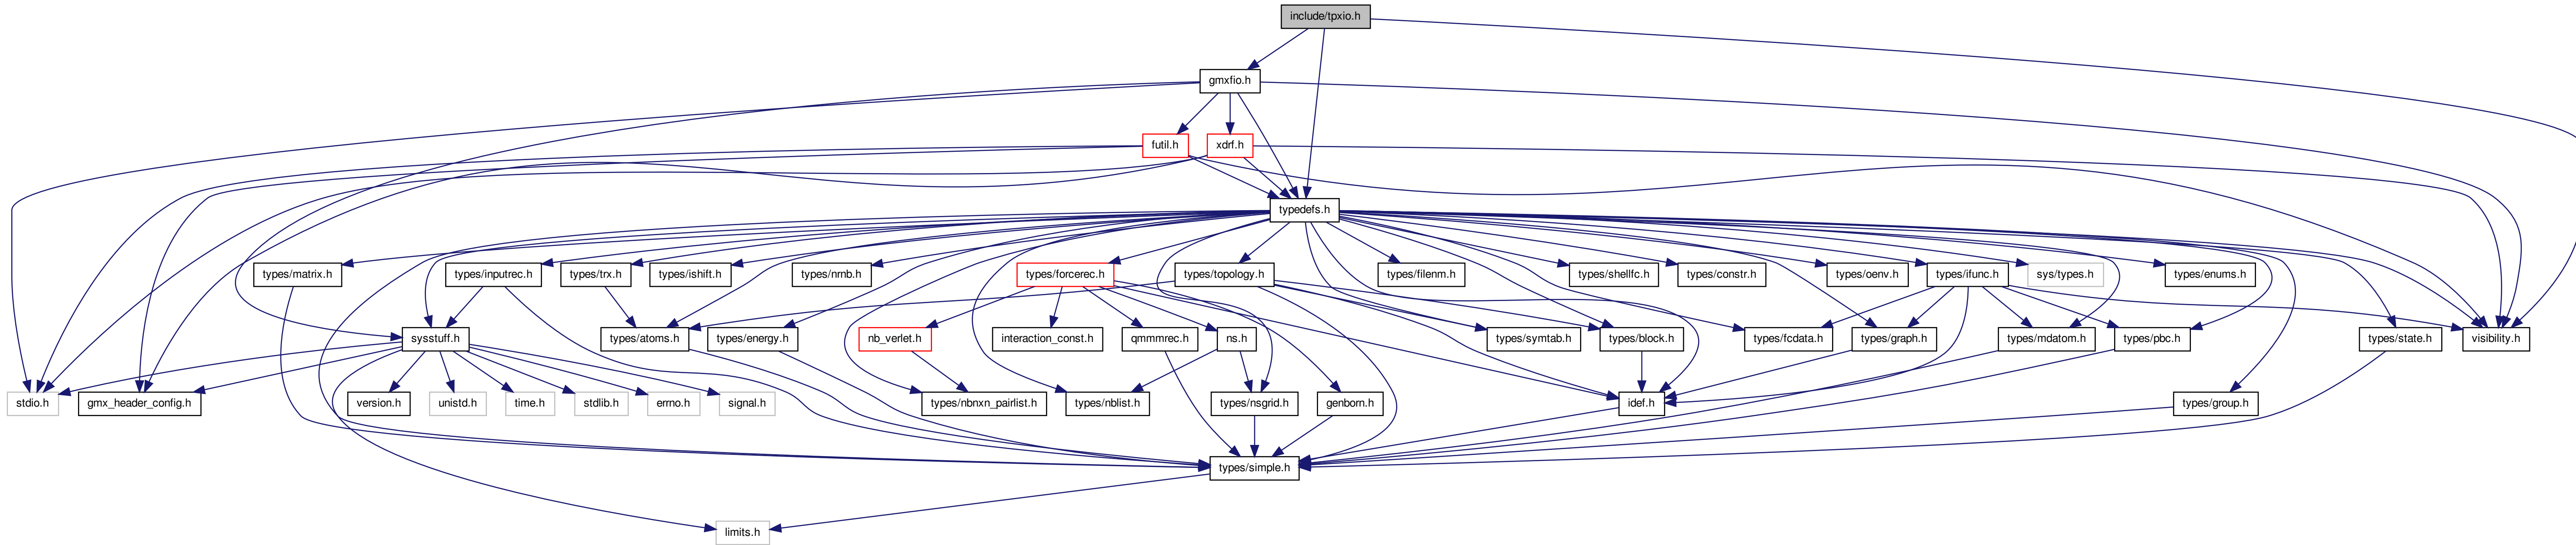 include/tpxio.h
gmxfio.h
futil.h
xdrf.h
typedefs.h
types/matrix.h
types/inputrec.h
types/trx.h
types/ishift.h
types/nrnb.h
types/forcerec.h
types/topology.h
types/filenm.h
types/shellfc.h
types/constr.h
types/oenv.h
types/ifunc.h
sys/types.h
types/enums.h
sysstuff.h
types/atoms.h
types/energy.h
nb_verlet.h
interaction_const.h
qmmmrec.h
ns.h
types/symtab.h
types/block.h
types/fcdata.h
types/graph.h
types/mdatom.h
types/pbc.h
types/state.h
visibility.h
stdio.h
gmx_header_config.h
version.h
unistd.h
time.h
stdlib.h
errno.h
signal.h
types/nbnxn_pairlist.h
types/nblist.h
types/nsgrid.h
genborn.h
idef.h
types/group.h
types/simple.h
limits.h